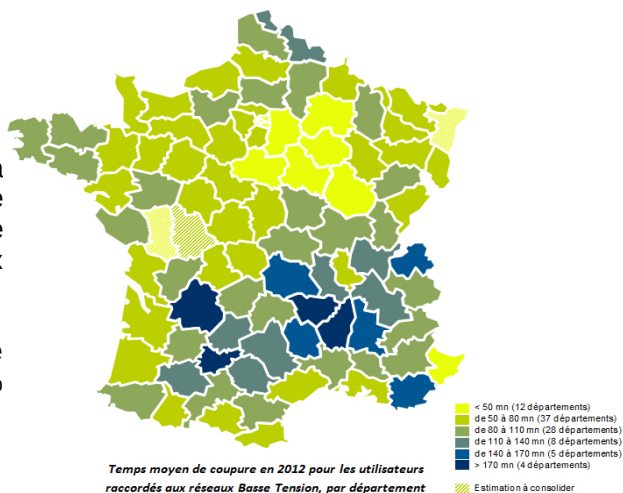 < 50 mn (12 départements)
de 50 à 80 mn (37 départements)
de 80 à 110 mn (28 départements)
de 110 à 140 mn (8 départements)
de 140 à 170 mn (5 départements)
> 170 mn (4 départements)
Estimation à consolider
Temps moyen de coupure en 2012 pour les utilisateurs
raccordés aux réseaux Basse Tension, par département